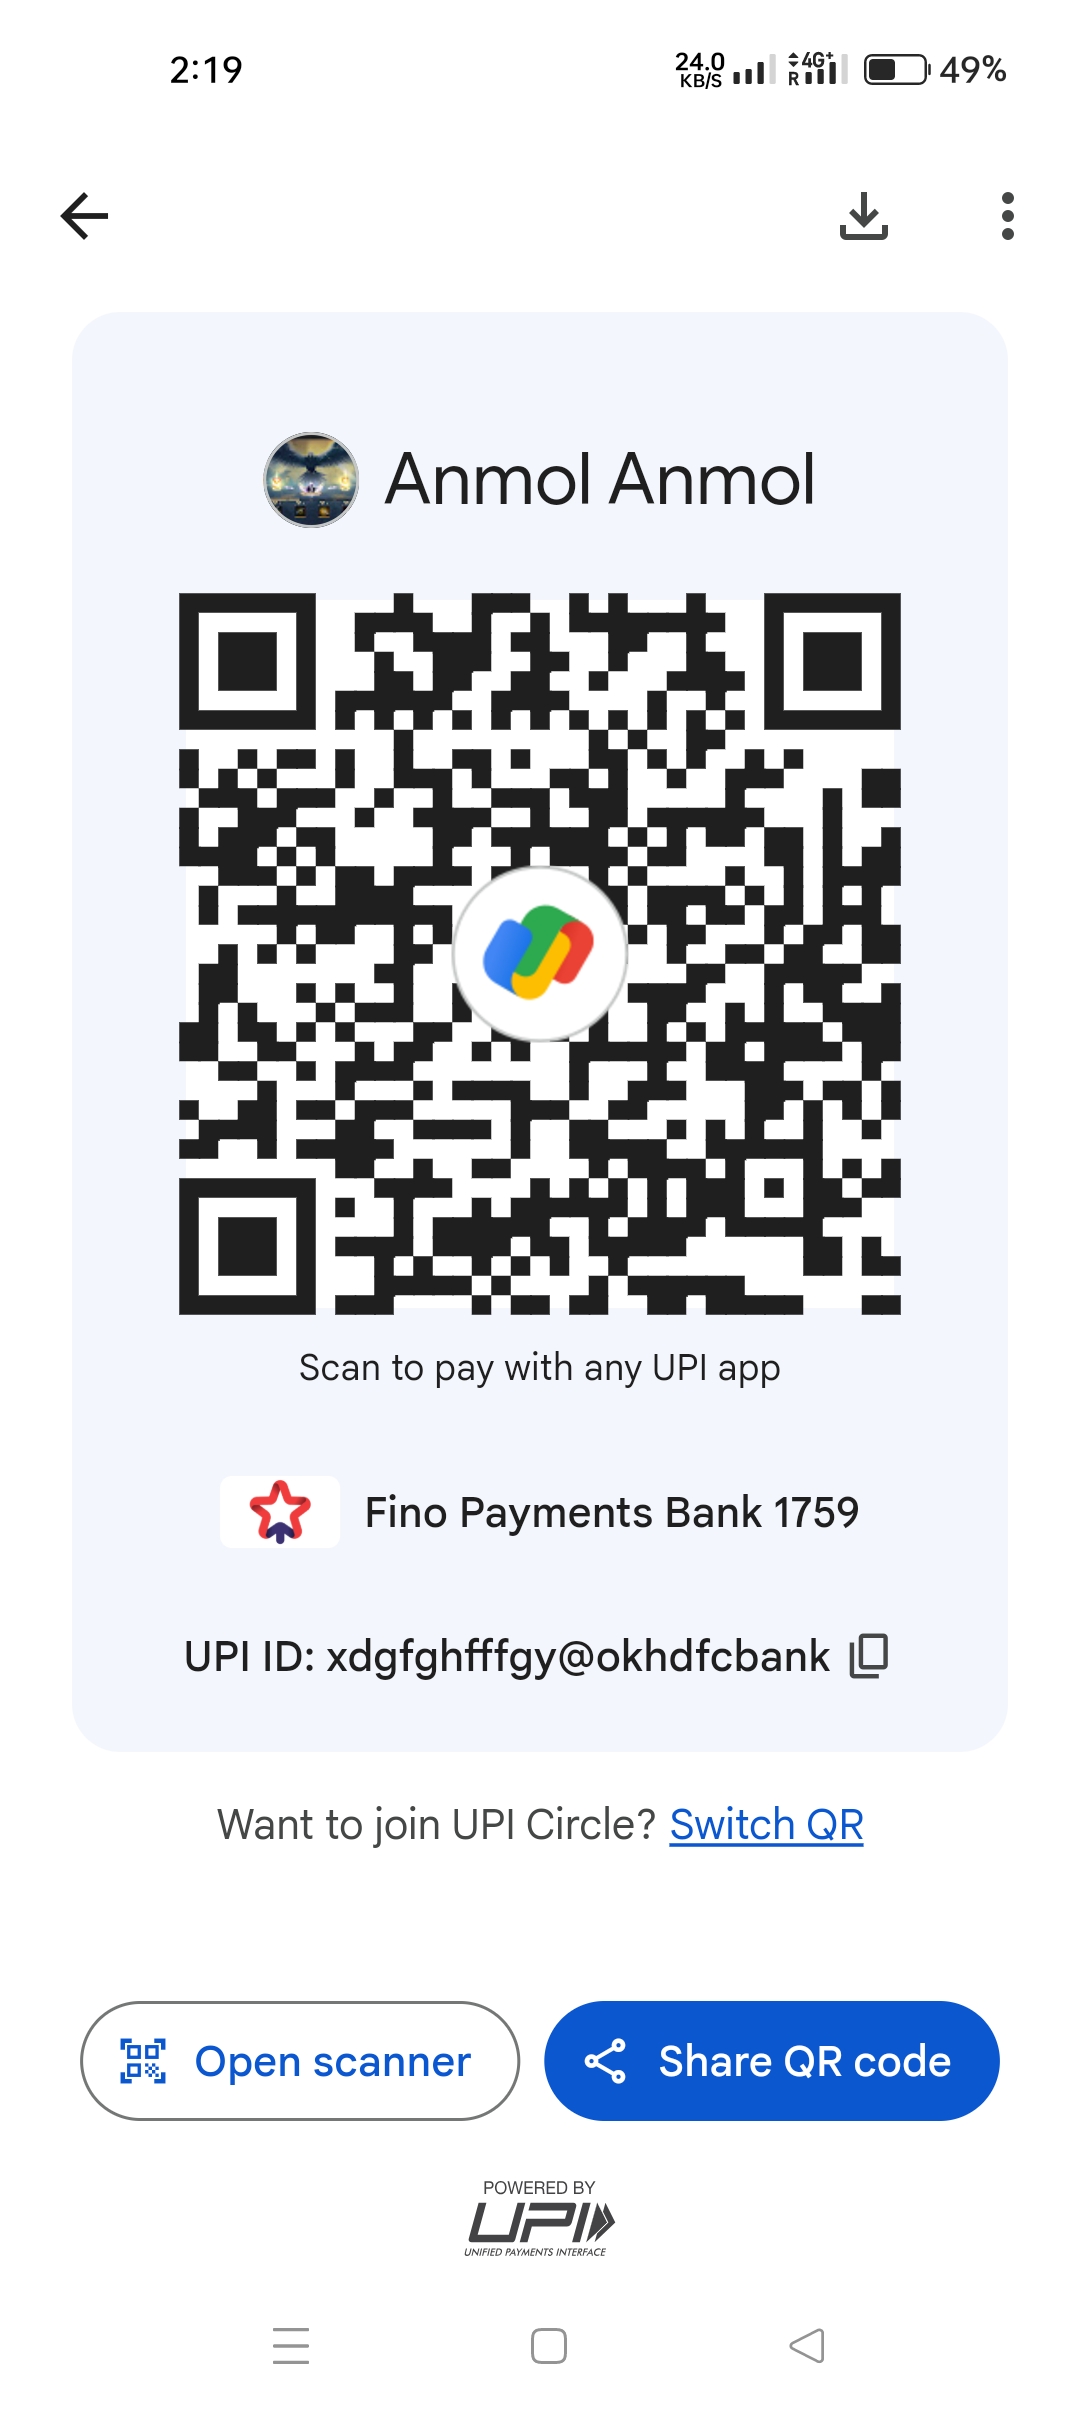 2:19
24.0
KB/S
4G+
R
49%
Anmol Anmol
Scan to pay with any UPI app
Fino Payments Bank 1759
UPI ID: xdgfghfffgy@okhdfcbank
Want to join UPI Circle? Switch QR
Open scanner
Share QR code
POWERED BY
UPI
UNIFIED PAYMENTS INTERFACE